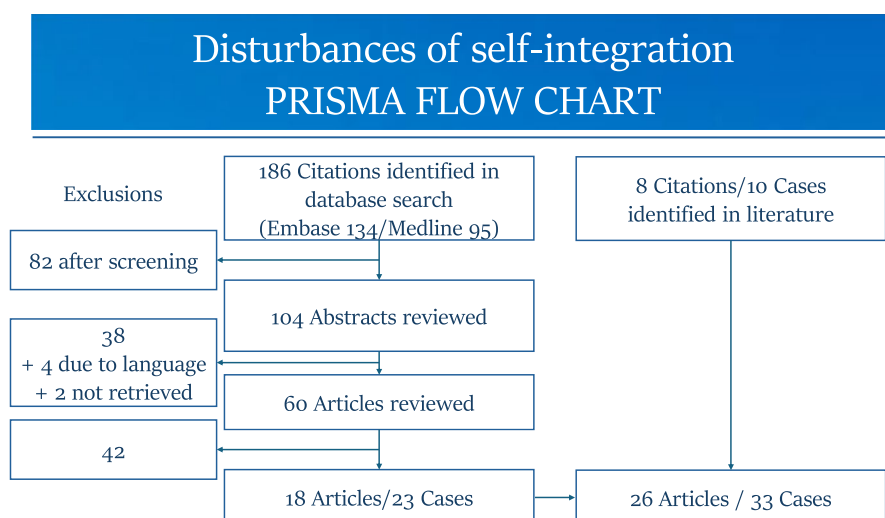 Disturbances of self-integration
PRISMA FLOW CHART
Exclusions
186 Citations identified in
database search
(Embase 134/Medline 95)
8 Citations/10 Cases
identified in literature
82 after screening
104 Abstracts reviewed
38
+ 4 due to language
+ 2 not retrieved
60 Articles reviewed
42
18 Articles/23 Cases
26 Articles / 33 Cases